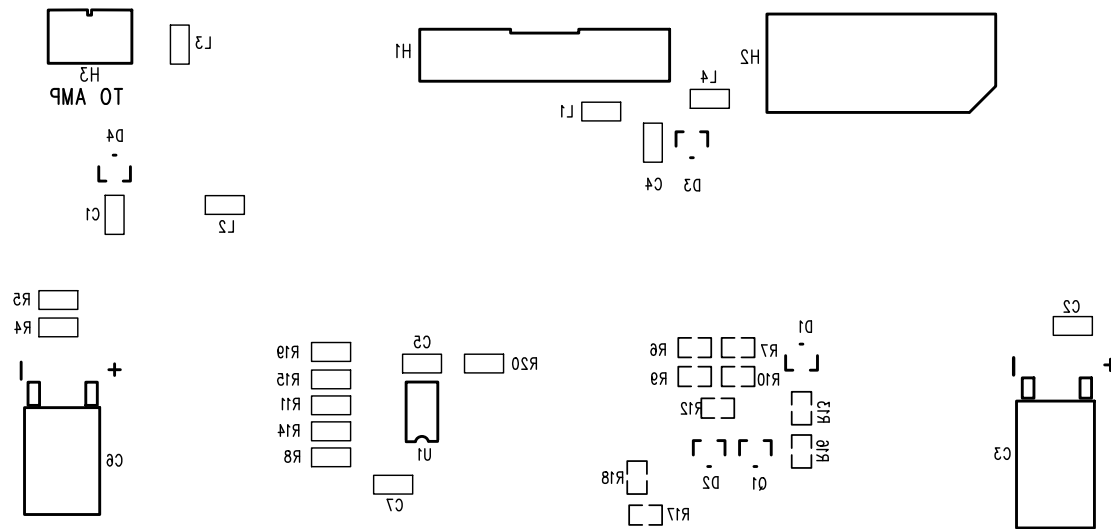 L3
H1
H2
H3
TO AMP
L4
L1
D4
C4
D3
C1
L2
R5
C2
R4
D1
C5
R19
R20
R6
R7
− +
− +
R15
R9
R10
R11
R12
R13
R14
U1
R16
C3
R8
C6
R18
D2
Q1
C7
R17